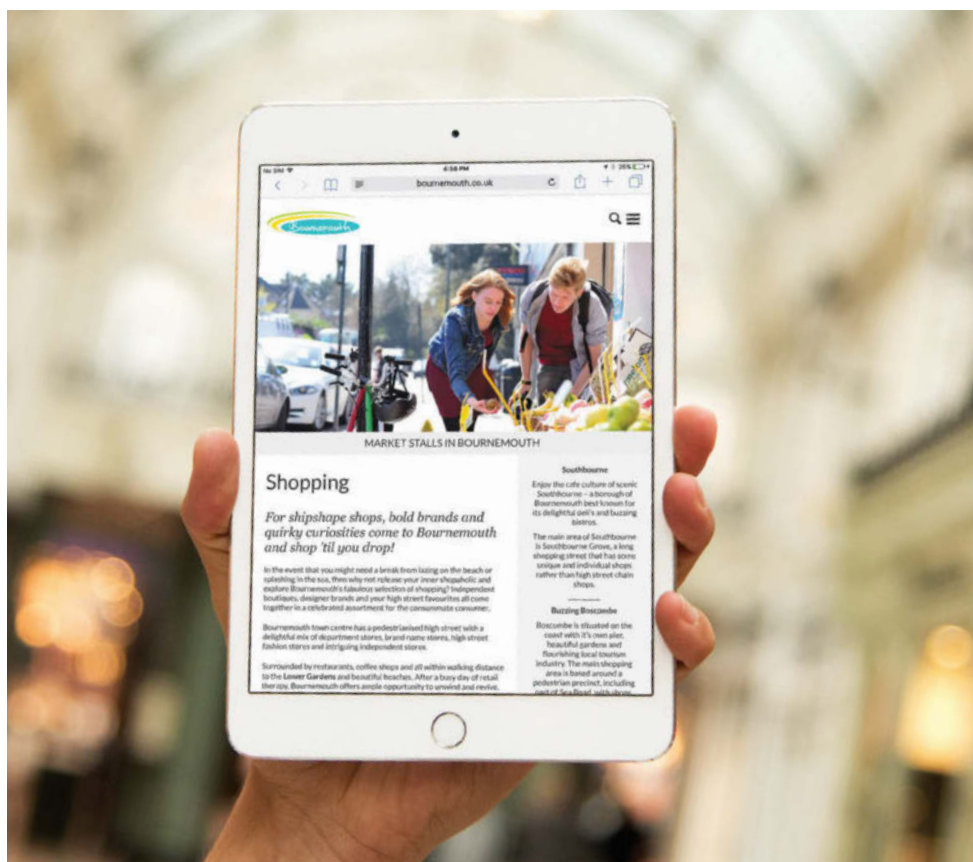 No SIM
4:38 PM
bournemouth.co.uk
Bournemouth
MARKET STALLS IN BOURNEMOUTH
Shopping
For shipshape shops, bold brands and
quirky curiosities come to Bournemouth
and shop 'til you drop!
In the event that you might need a break from lazing on the beach or
splashing in the sea, then why not release your inner shopaholic and
explore Bournemouth's fabulous selection of shopping? Independent
boutiques, designer brands and your high street favourites all come
together in a celebrated assortment for the consummate consumer.
Bournemouth town centre has a pedestrianised high street with a
delightful mix of department stores, brand name stores, high street
fashion stores and intriguing independent stores.
Surrounded by restaurants, coffee shops and all within walking distance
to the Lower Gardens and beautiful beaches. After a busy day of retail
therapy, Bournemouth offers ample opportunity to unwind and revive.
Southbourne
Enjoy the cafe culture of scenic
Southbourne – a borough of
Bournemouth best known for
its delightful deli's and buzzing
bistros.
The main area of Southbourne
is Southbourne Grove, a long
shopping street that has some
unique and individual shops
rather than high street chain
shops.
Buzzing Boscombe
Boscombe is situated on the
coast with it's own pier,
beautiful gardens and
flourishing local tourism
industry. The main shopping
area is based around a
pedestrian precinct, including
part of Sea Road, with shops